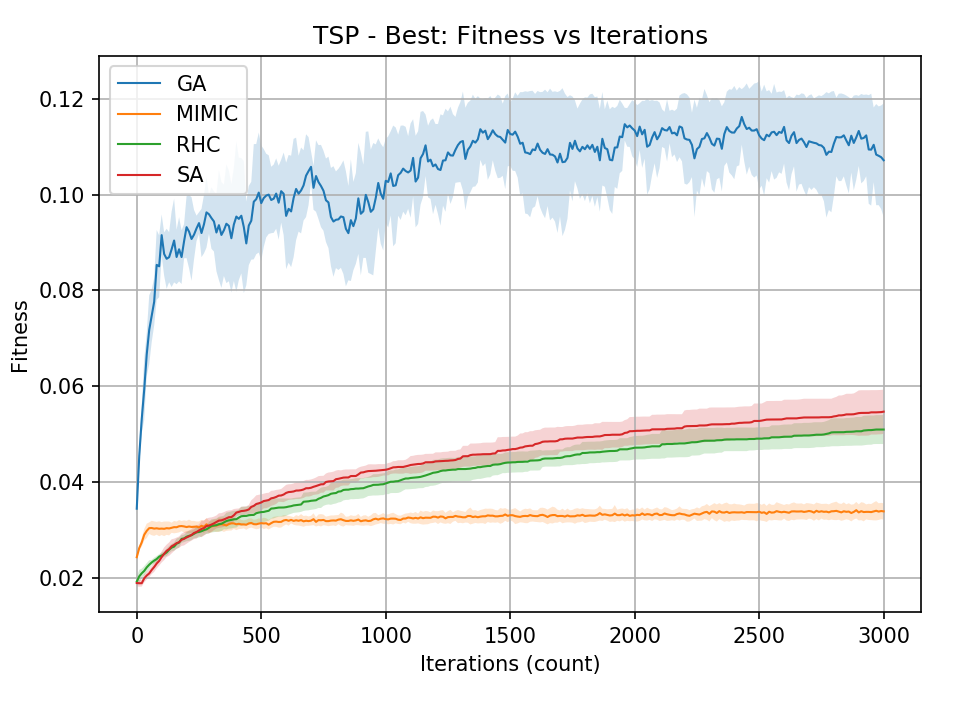 TSP - Best: Fitness vs Iterations
GA
MIMIC
RHC
SA
0.12
0.10
0.08
0.06
0.04
0.02
Fitness
0 500 1000 1500 2000 2500 3000
Iterations (count)